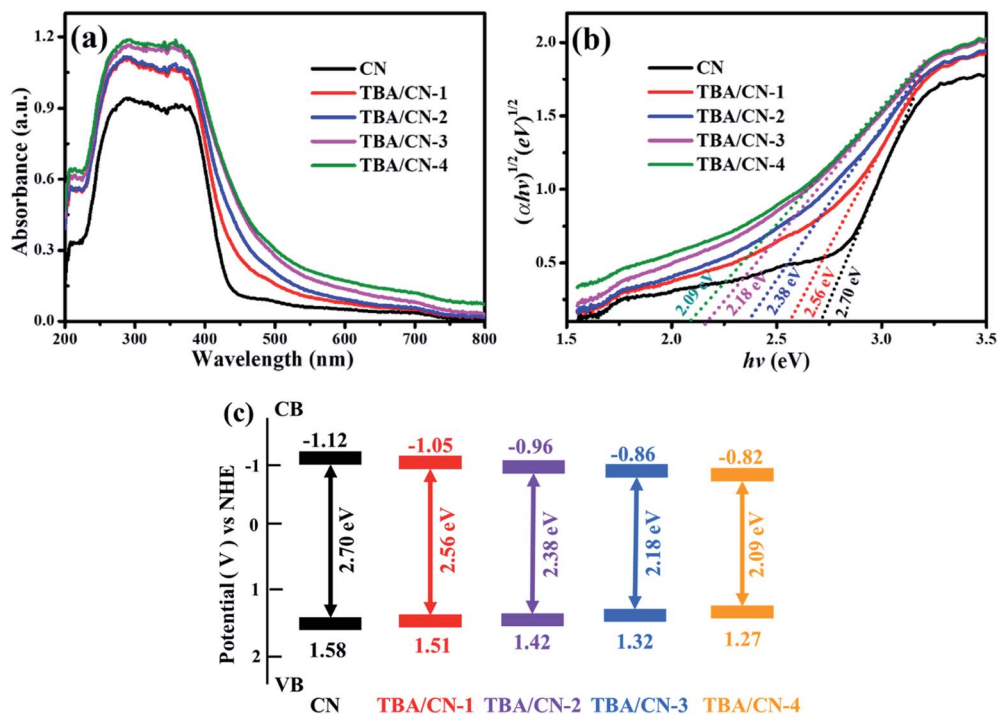 (a)
CN
TBA/CN-1
TBA/CN-2
TBA/CN-3
TBA/CN-4
1.2
0.9
0.6
0.3
0.0
Absorbance (a.u.)
200 300 400 500 600 700 800
Wavelength (nm)
(b)
CN
TBA/CN-1
TBA/CN-2
TBA/CN-3
TBA/CN-4
2.0
1.5
1.0
0.5
(αhv)1/2(eV)1/2
2.09 eV
2.18 eV
2.38 eV
2.56 eV
2.70 eV
1.5 2.0 2.5 3.0 3.5
hv (eV)
(c)
CB
-1.12 -1.05 -0.96 -0.86 -0.82
-1
0
1
2
Potential ( V ) vs NHE
2.70 eV
2.56 eV
2.38 eV
2.18 eV
2.09 eV
1.58 1.51 1.42 1.32 1.27
VB
CN TBA/CN-1 TBA/CN-2 TBA/CN-3 TBA/CN-4